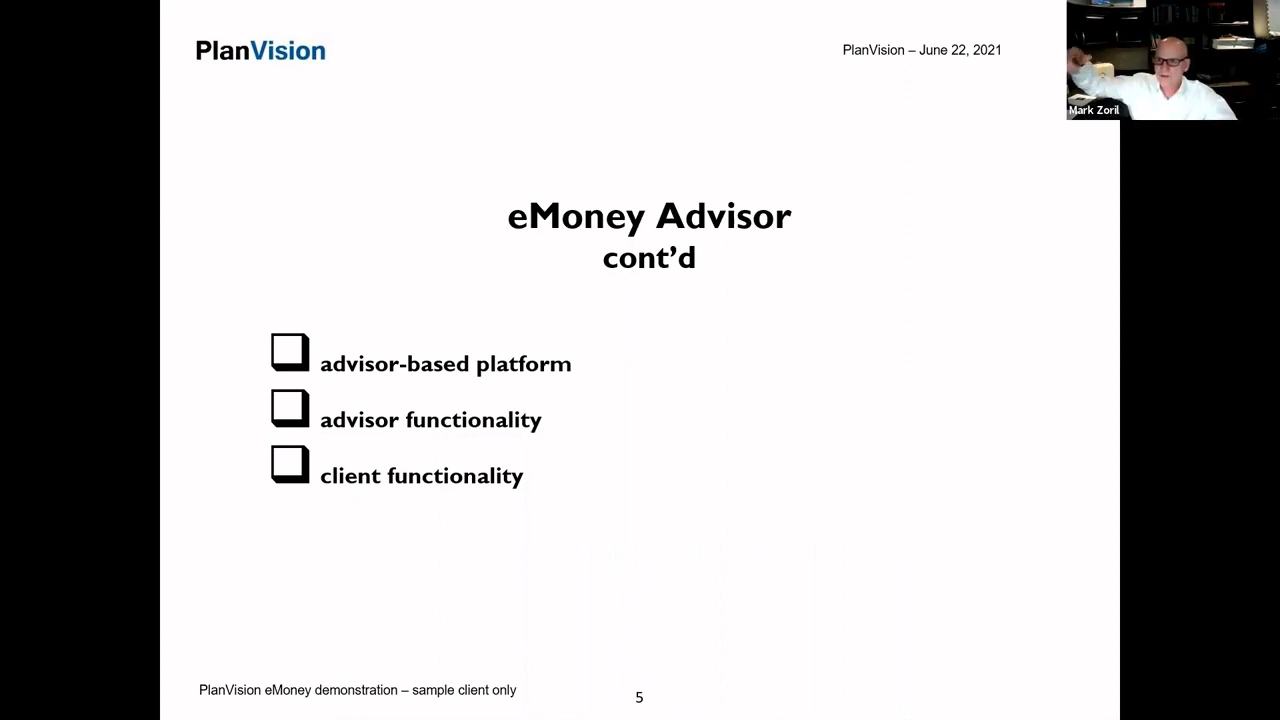 PlanVision
PlanVision – June 22, 2021
Mark Zoril
eMoney Advisor
cont’d
advisor-based platform
advisor functionality
client functionality
PlanVision eMoney demonstration – sample client only
5